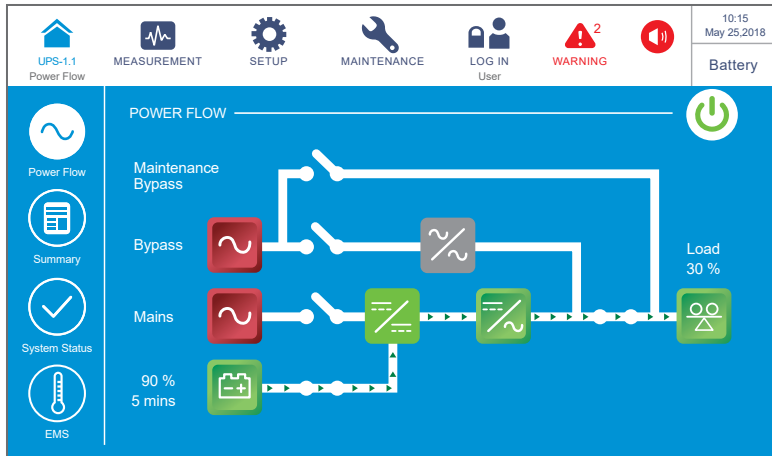 UPS-1.1
Power Flow
MEASUREMENT
SETUP
MAINTENANCE
LOG IN
User
2
WARNING
10:15
May 25,2018
Battery
POWER FLOW
Power Flow
Summary
System Status
EMS
Maintenance
Bypass
Bypass
Mains
90 %
5 mins
Load
30 %